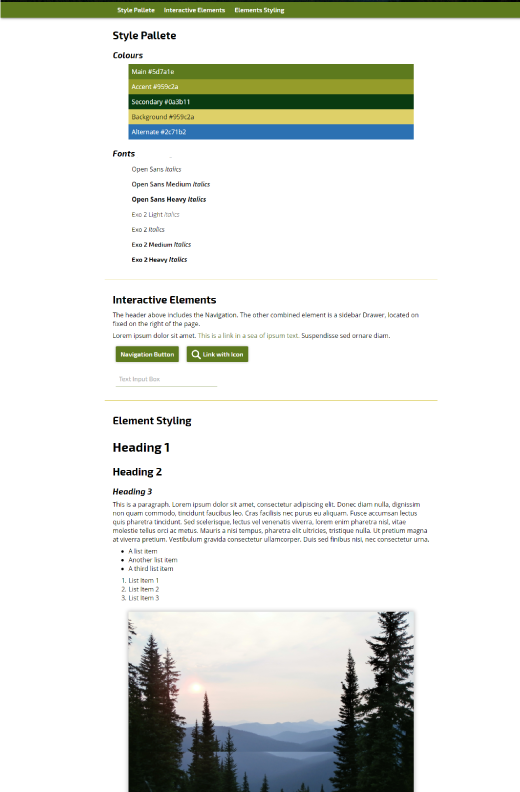 Style Pallete Interactive Elements Elements Styling
Style Pallete
Colours
Main #5d7a1e
Accent #959c2a
Secondary #0a3b11
Background #959c2a
Alternate #2c71b2
Fonts
Open Sans Italics
Open Sans Medium Italics
Open Sans Heavy Italics
Exo 2 Light Italics
Exo 2 Italics
Exo 2 Medium Italics
Exo 2 Heavy Italics
Interactive Elements
The header above includes the Navigation. The other combined element is a sidebar Drawer, located on
fixed on the right of the page.
Lorem ipsum dolor sit amet. This is a link in a sea of ipsum text. Suspendisse sed ornare diam.
Navigation Button Link with Icon
Text Input Box
Element Styling
Heading 1
Heading 2
Heading 3
This is a paragraph. Lorem ipsum dolor sit amet, consectetur adipiscing elit. Donec diam nulla, dignissim
non quam commodo, tincidunt faucibus leo. Cras facilisis nec purus eu aliquam. Fusce accumsan lectus
quis pharetra tincidunt. Sed scelerisque, lectus vel venenatis viverra, lorem enim pharetra nisl, vitae
molestie tellus orci ac metus. Mauris a nisi tempus, pharetra elit ultricies, tristique nulla. Ut pretium magna
at viverra pretium. Vestibulum gravida consectetur ullamcorper. Duis sed finibus nisi, nec consectetur urna.
• A list item
• Another list item
• A third list item
1. List Item 1
2. List Item 2
3. List Item 3